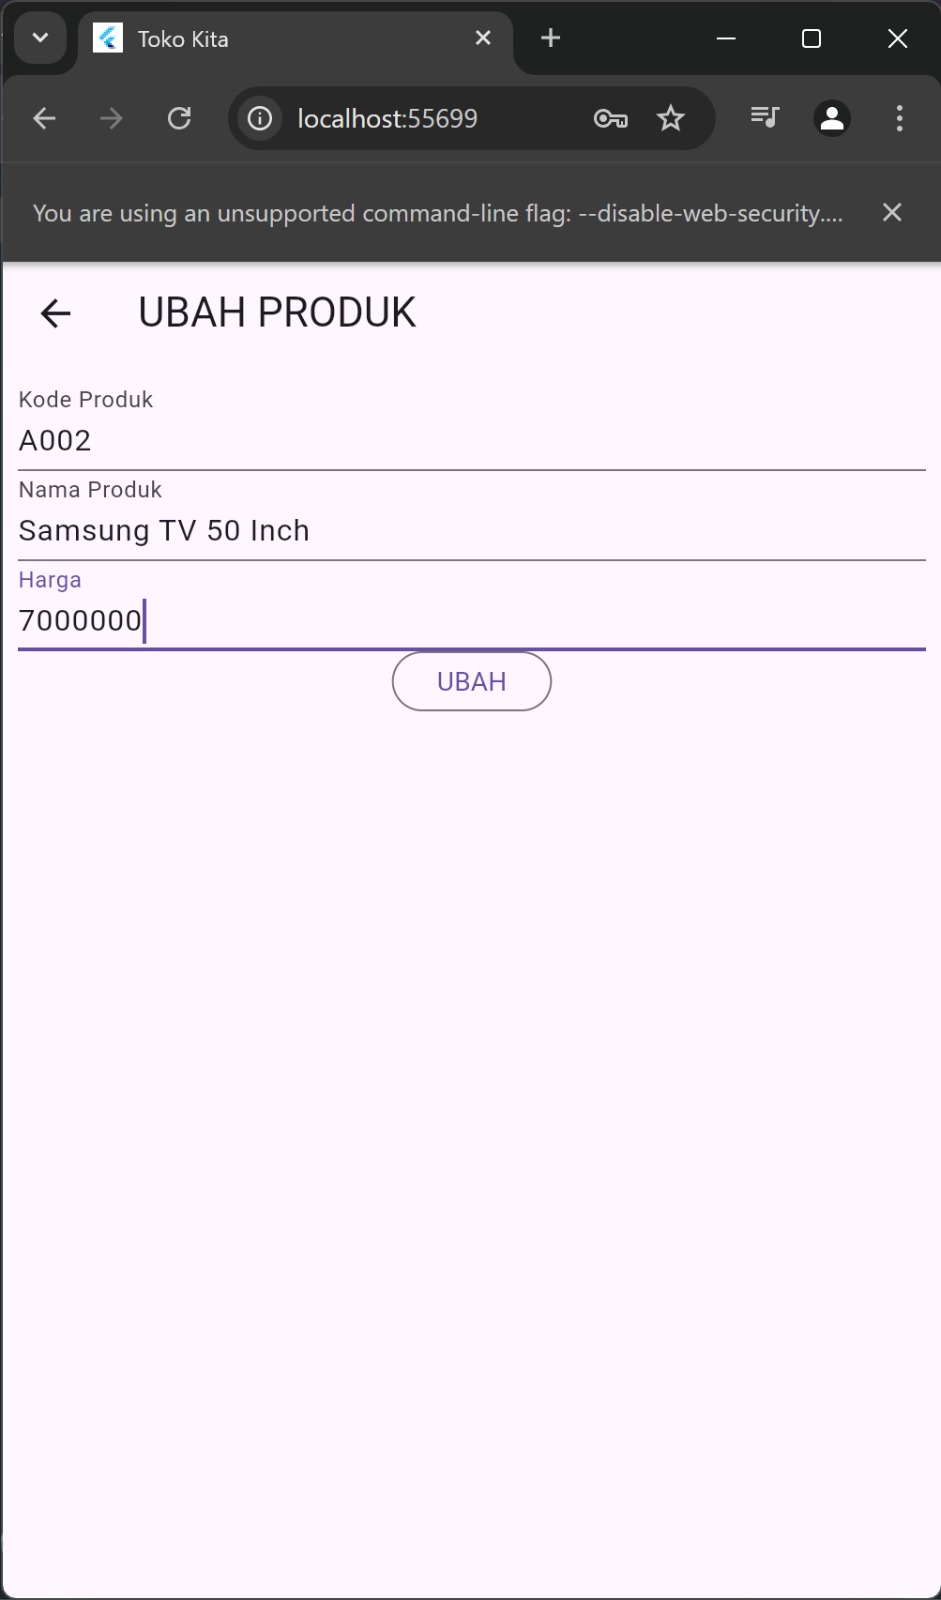 Toko Kita
localhost:55699
You are using an unsupported command-line flag: --disable-web-security....
UBAH PRODUK
Kode Produk
A002
Nama Produk
Samsung TV 50 Inch
Harga
7000000
UBAH